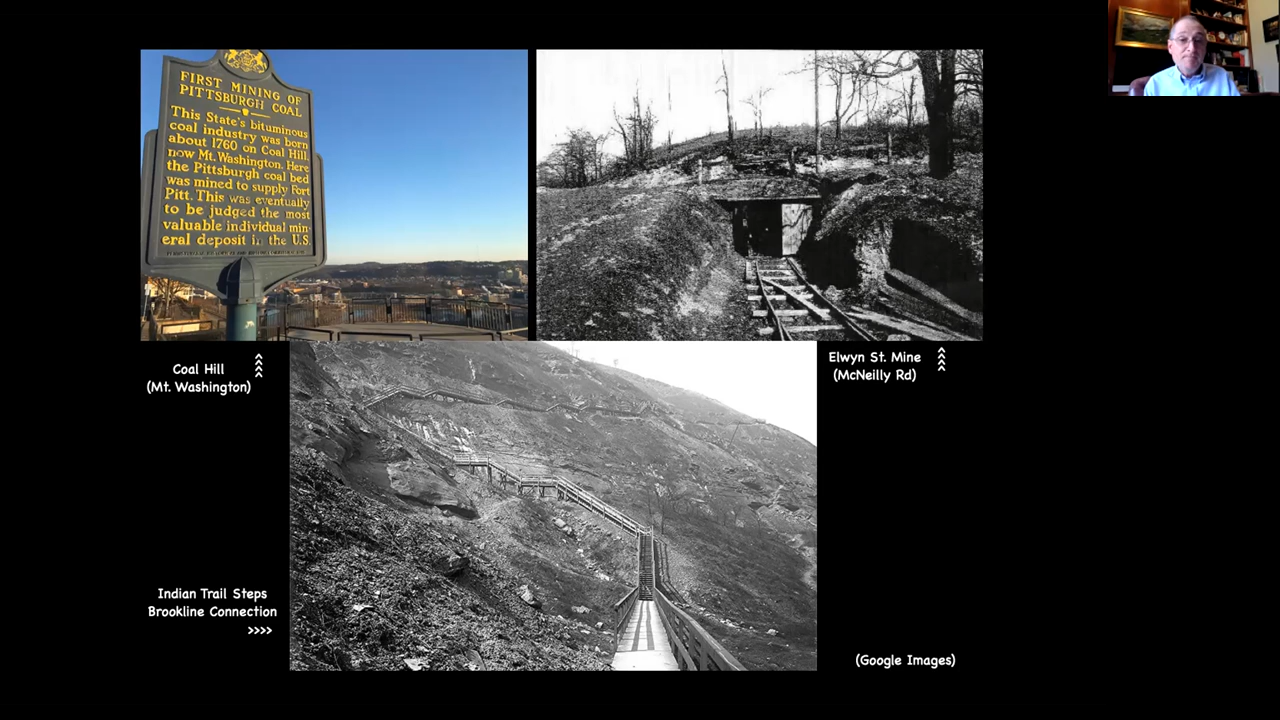 FIRST MINING OF
PITTSBURGH COAL
This State's bituminous
coal industry was born
about 1760 on Coal Hill,
now Mt. Washington. Here
the Pittsburgh coal bed
was mined to supply Fort
Pitt. This was eventually
to be judged the most
valuable individual min-
eral deposit in the U.S.
Coal Hill
(Mt. Washington)
Elwyn St. Mine
(McNeilly Rd)
Indian Trail Steps
Brookline Connection
>>>>
(Google Images)